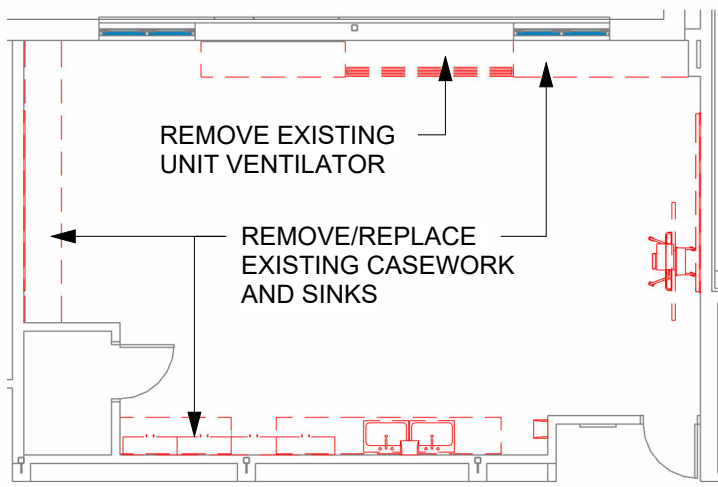 REMOVE EXISTING
UNIT VENTILATOR
REMOVE/REPLACE
EXISTING CASEWORK
AND SINKS